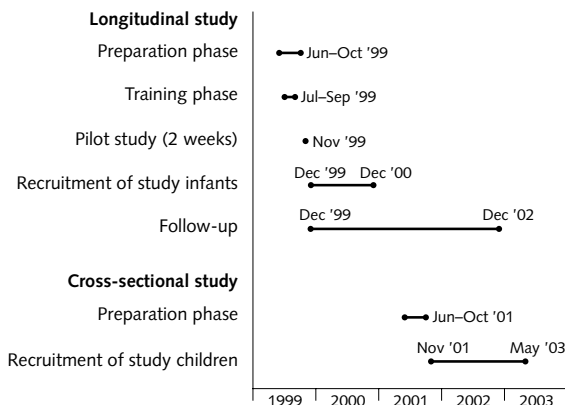 Longitudinal study
Preparation phase Jun–Oct '99
Training phase Jul–Sep '99
Pilot study (2 weeks) Nov '99
Dec '99 Dec '00
Recruitment of study infants
Dec '99 Dec '02
Follow-up
Cross-sectional study
Preparation phase Jun–Oct '01
Nov '01 May '03
Recruitment of study children
1999 2000 2001 2002 2003